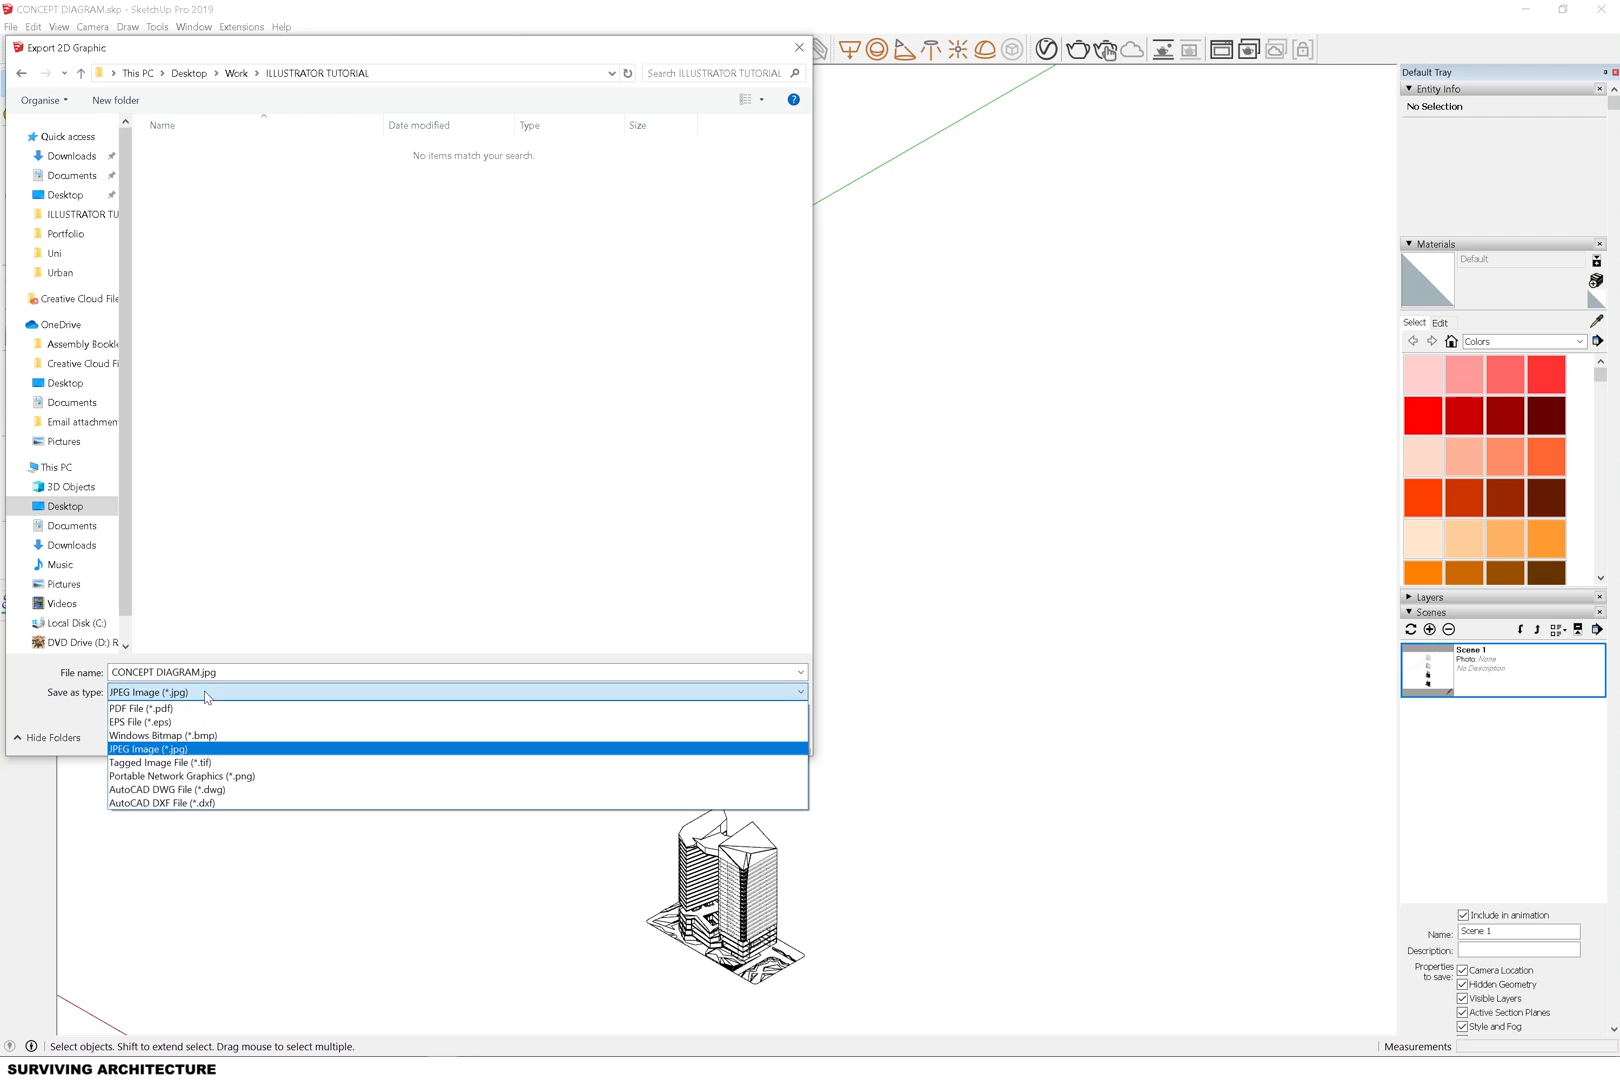 CONCEPT DIAGRAM.skp - SketchUp Pro 2019
File Edit View Camera Draw Tools Window Extensions Help
Export 2D Graphic
This PC > Desktop > Work > ILLUSTRATOR TUTORIAL
Search ILLUSTRATOR TUTORIAL
Organise
New folder
Name
Date modified
Type
Size
No items match your search.
Quick access
Downloads
Documents
Desktop
ILLUSTRATOR TU
Portfolio
Uni
Urban
Creative Cloud File
OneDrive
Assembly Bookle
Creative Cloud Fi
Desktop
Documents
Email attachmen
Pictures
This PC
3D Objects
Desktop
Documents
Downloads
Music
Pictures
Videos
Local Disk (C:)
DVD Drive (D:) R
File name: CONCEPT DIAGRAM.jpg
Save as type: JPEG Image (*.jpg)
PDF File (*.pdf)
EPS File (*.eps)
Windows Bitmap (*.bmp)
JPEG Image (*.jpg)
Tagged Image File (*.tif)
Portable Network Graphics (*.png)
AutoCAD DWG File (*.dwg)
AutoCAD DXF File (*.dxf)
Hide Folders
Default Tray
Entity Info
No Selection
Materials
Default
Select Edit
Colors
Layers
Scenes
Scene 1
Photo: None
No Description
Include in animation
Name: Scene 1
Description:
Properties to save:
Camera Location
Hidden Geometry
Visible Layers
Active Section Planes
Style and Fog
Select objects. Shift to extend select. Drag mouse to select multiple.
Measurements
SURVIVING ARCHITECTURE